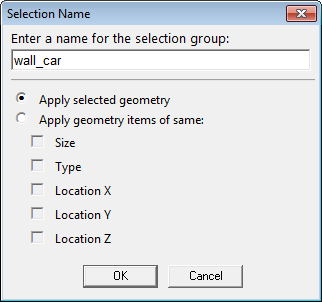 Selection Name
Enter a name for the selection group:
wall_car
Apply selected geometry
Apply geometry items of same:
Size
Type
Location X
Location Y
Location Z
OK Cancel